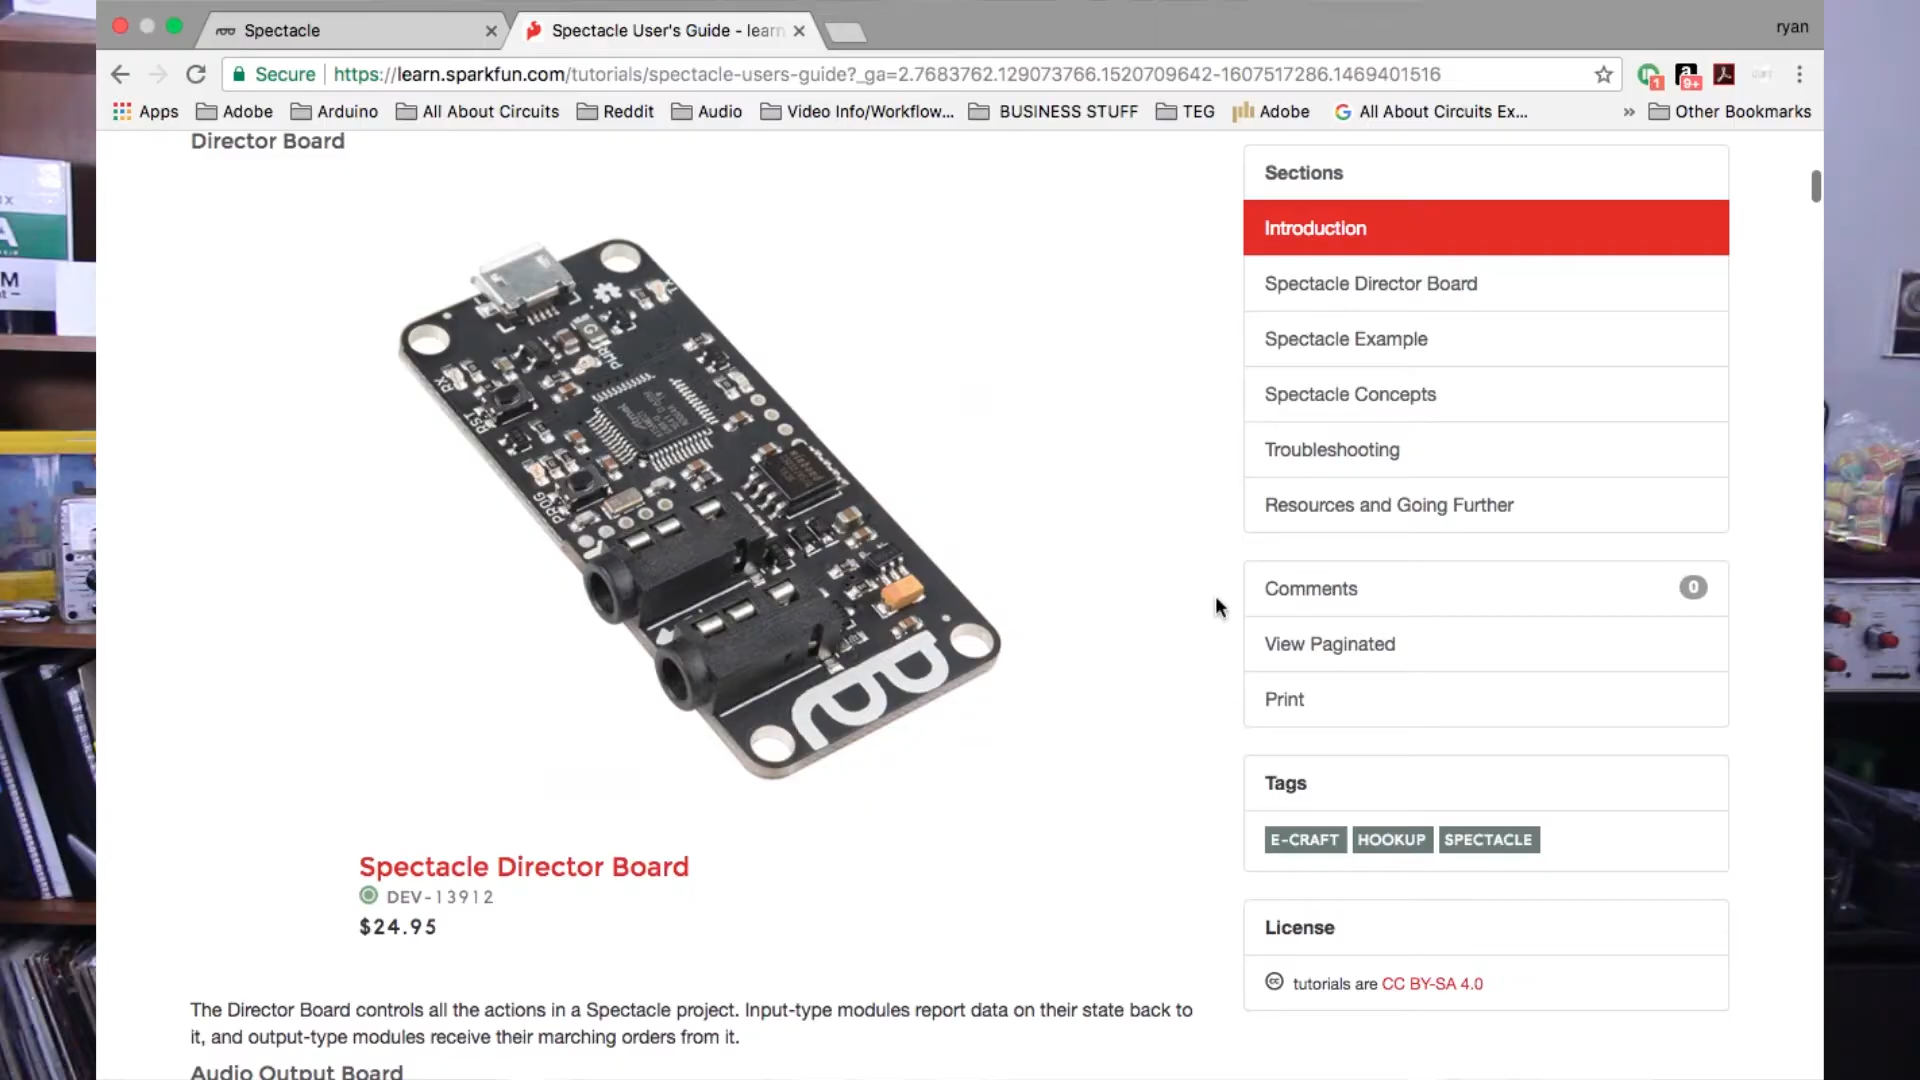 Spectacle
Spectacle User's Guide - learn
ryan
Secure
https://learn.sparkfun.com/tutorials/spectacle-users-guide?_ga=2.7683762.129073766.1520709642-1607517286.1469401516
1
9+
Apps
Adobe
Arduino
All About Circuits
Reddit
Audio
Video Info/Workflow...
BUSINESS STUFF
TEG
Adobe
All About Circuits Ex...
» Other Bookmarks
Director Board
RX
RST
PWR
PROG
Spectacle Director Board
DEV-13912
$24.95
The Director Board controls all the actions in a Spectacle project. Input-type modules report data on their state back to
it, and output-type modules receive their marching orders from it.
Audio Output Board
Sections
Introduction
Spectacle Director Board
Spectacle Example
Spectacle Concepts
Troubleshooting
Resources and Going Further
Comments
0
View Paginated
Print
Tags
E-CRAFT HOOKUP SPECTACLE
License
tutorials are CC BY-SA 4.0